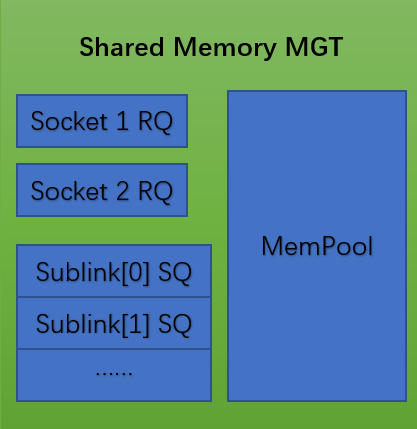 Shared Memory MGT
Socket 1 RQ
Socket 2 RQ
Sublink[0] SQ
Sublink[1] SQ
......
MemPool